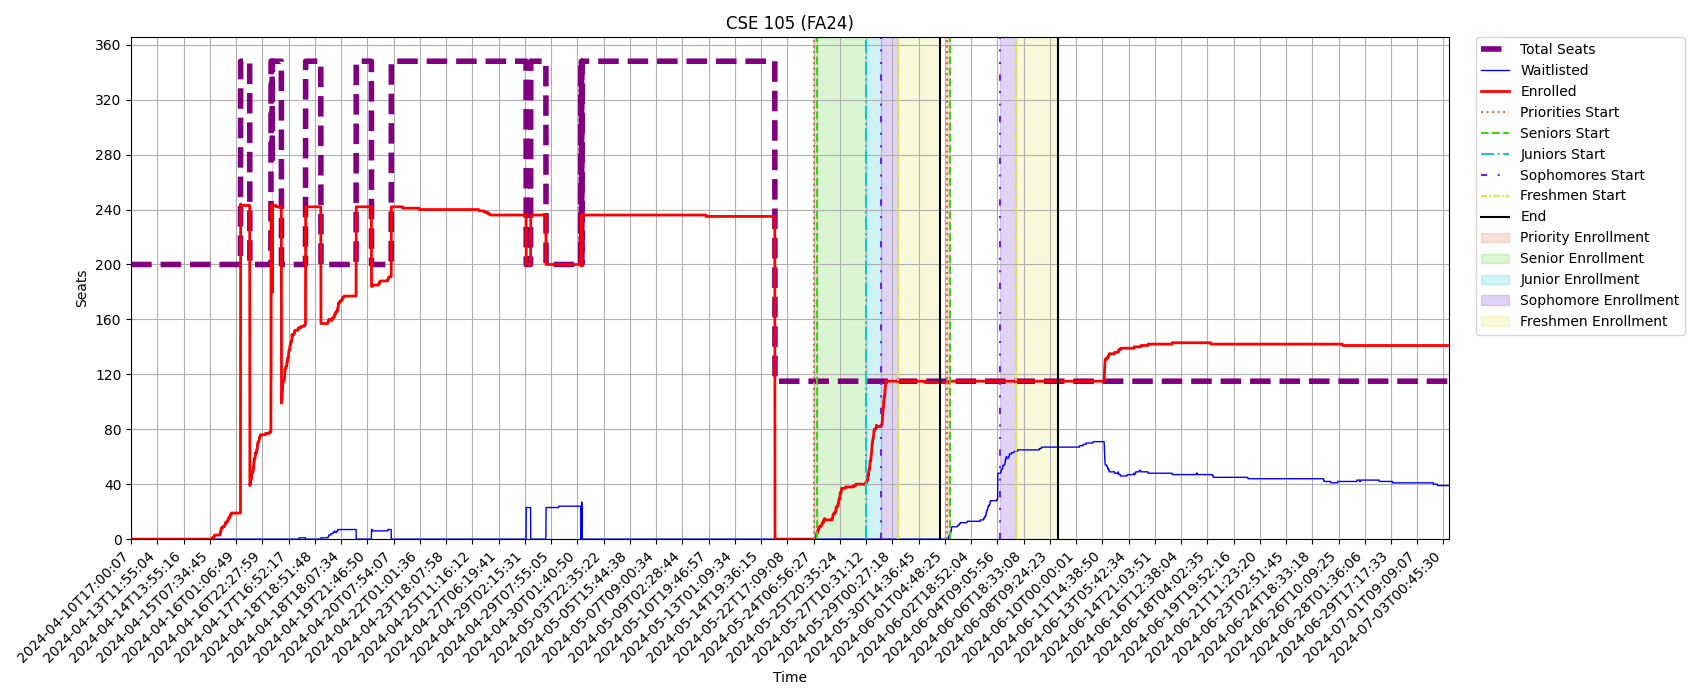 CSE 105 (FA24)
Seats
360
320
280
240
200
160
120
80
40
0
2024-04-10T17:00:07
2024-04-13T11:55:04
2024-04-14T13:55:16
2024-04-15T07:34:45
2024-04-16T01:06:49
2024-04-16T22:27:59
2024-04-17T16:52:17
2024-04-18T18:51:48
2024-04-18T18:07:34
2024-04-19T21:46:50
2024-04-20T07:54:07
2024-04-22T01:01:36
2024-04-23T18:07:58
2024-04-25T11:16:12
2024-04-27T06:19:41
2024-04-29T02:15:31
2024-04-29T07:55:05
2024-04-30T01:40:50
2024-05-03T22:35:22
2024-05-05T15:44:38
2024-05-07T09:00:34
2024-05-09T02:28:44
2024-05-10T19:46:57
2024-05-13T01:09:34
2024-05-14T19:36:15
2024-05-22T17:09:08
2024-05-24T06:56:27
2024-05-25T20:35:24
2024-05-27T10:31:12
2024-05-29T00:27:18
2024-05-30T14:36:45
2024-06-01T04:48:25
2024-06-02T18:52:04
2024-06-04T09:05:56
2024-06-06T18:33:08
2024-06-08T09:24:23
2024-06-10T00:00:01
2024-06-11T14:38:50
2024-06-13T05:42:34
2024-06-14T21:03:51
2024-06-16T12:38:04
2024-06-18T04:02:35
2024-06-19T19:52:16
2024-06-21T11:23:20
2024-06-23T02:51:45
2024-06-24T18:33:18
2024-06-26T10:09:25
2024-06-28T01:36:06
2024-06-29T17:17:33
2024-07-01T09:09:07
2024-07-03T00:45:30
Time
Total Seats
Waitlisted
Enrolled
Priorities Start
Seniors Start
Juniors Start
Sophomores Start
Freshmen Start
End
Priority Enrollment
Senior Enrollment
Junior Enrollment
Sophomore Enrollment
Freshmen Enrollment